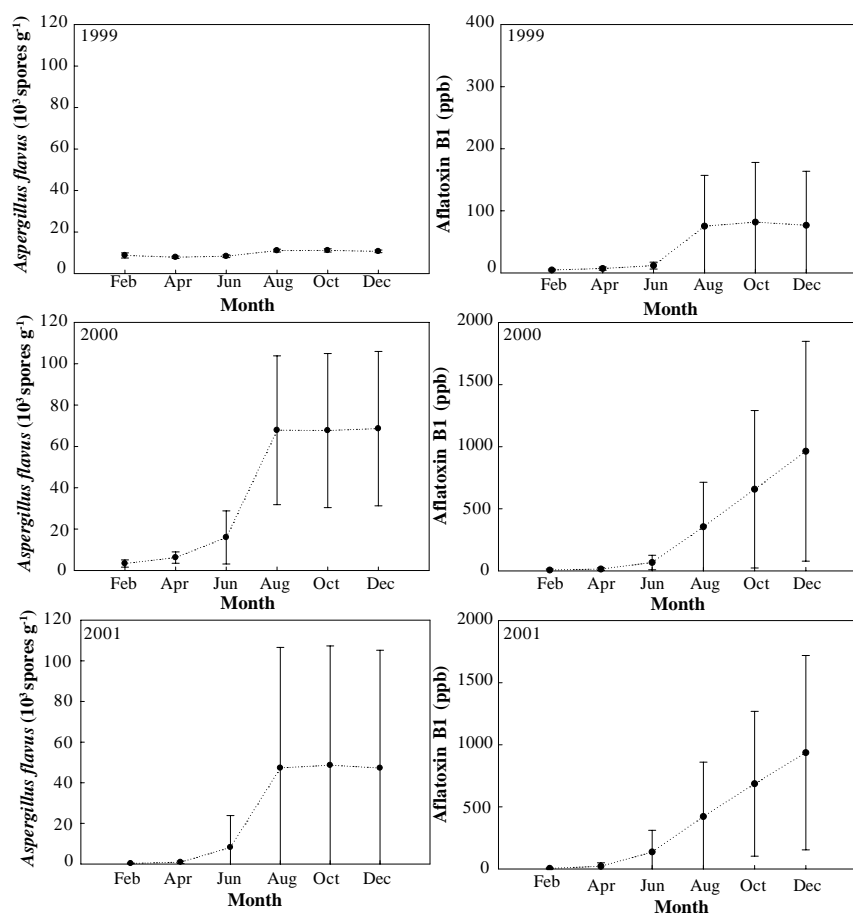 1999
Aspergillus flavus (10³ spores g⁻¹)
120
100
80
60
40
20
0
Feb Apr Jun Aug Oct Dec
Month
1999
Aflatoxin B1 (ppb)
400
300
200
100
0
Feb Apr Jun Aug Oct Dec
Month
2000
Aspergillus flavus (10³ spores g⁻¹)
120
100
80
60
40
20
0
Feb Apr Jun Aug Oct Dec
Month
2000
Aflatoxin B1 (ppb)
2000
1500
1000
500
0
Feb Apr Jun Aug Oct Dec
Month
2001
Aspergillus flavus (10³ spores g⁻¹)
120
100
80
60
40
20
0
Feb Apr Jun Aug Oct Dec
Month
2001
Aflatoxin B1 (ppb)
2000
1500
1000
500
0
Feb Apr Jun Aug Oct Dec
Month